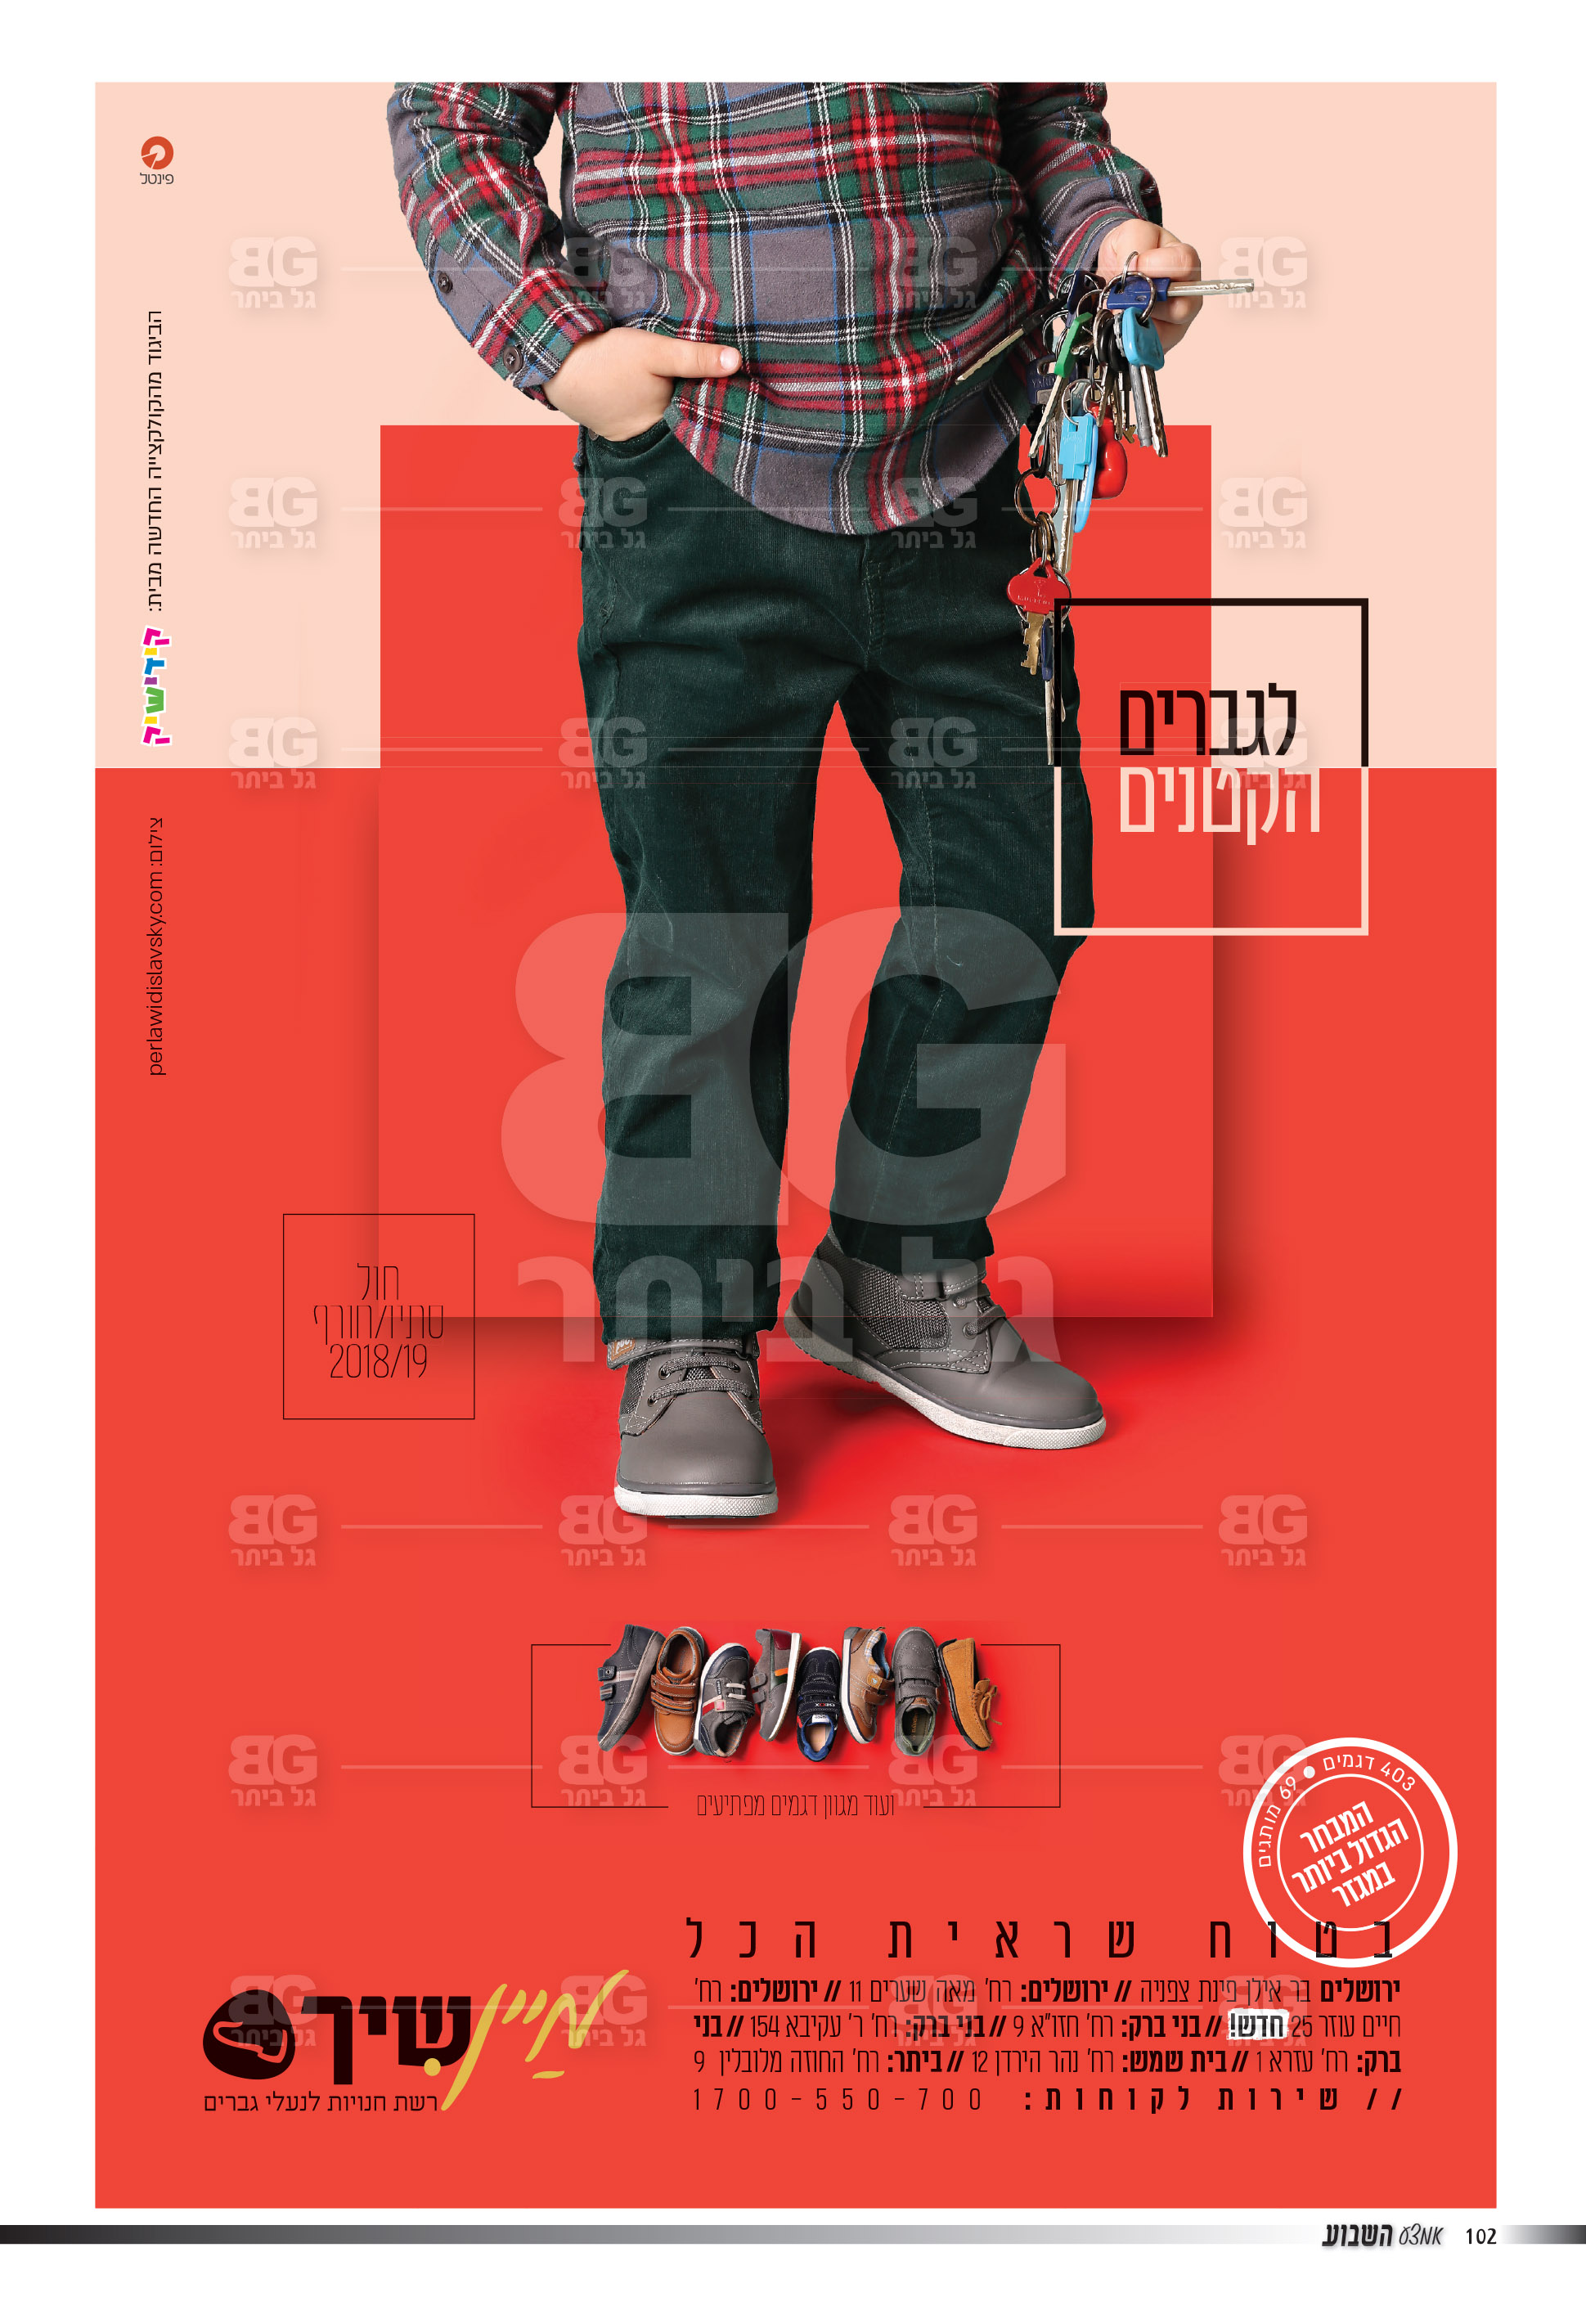 פינטל
הביגוד מהקולקצייה החדשה מבית:
קידישיק
צילום: perlawidislavsky.com
לגברים
הקטנים
חול
סתיו/חורף
2018/19
ועוד מגוון דגמים מפתיעים
403 דגמים • 69 מותגים
המבחר
הגדול ביותר
במגזר
בטוח שראית הכל
ירושלים בר אילן פינת צפניה // ירושלים: רח' מאה שערים 11 // ירושלים: רח'
חיים עוזר 25 חדש! // בני ברק: רח' חזו"א 9 // בני ברק: רח' ר' עקיבא 154 // בני
ברק: רח' עזרא 1 // בית שמש: רח' נהר הירדן 12 // ביתר: רח' החוזה מלובלין 9
// שירות לקוחות: 1700-550-700
מיין שיך
רשת חנויות לנעלי גברים
BG
גל ביתר
102 אמצע השבוע